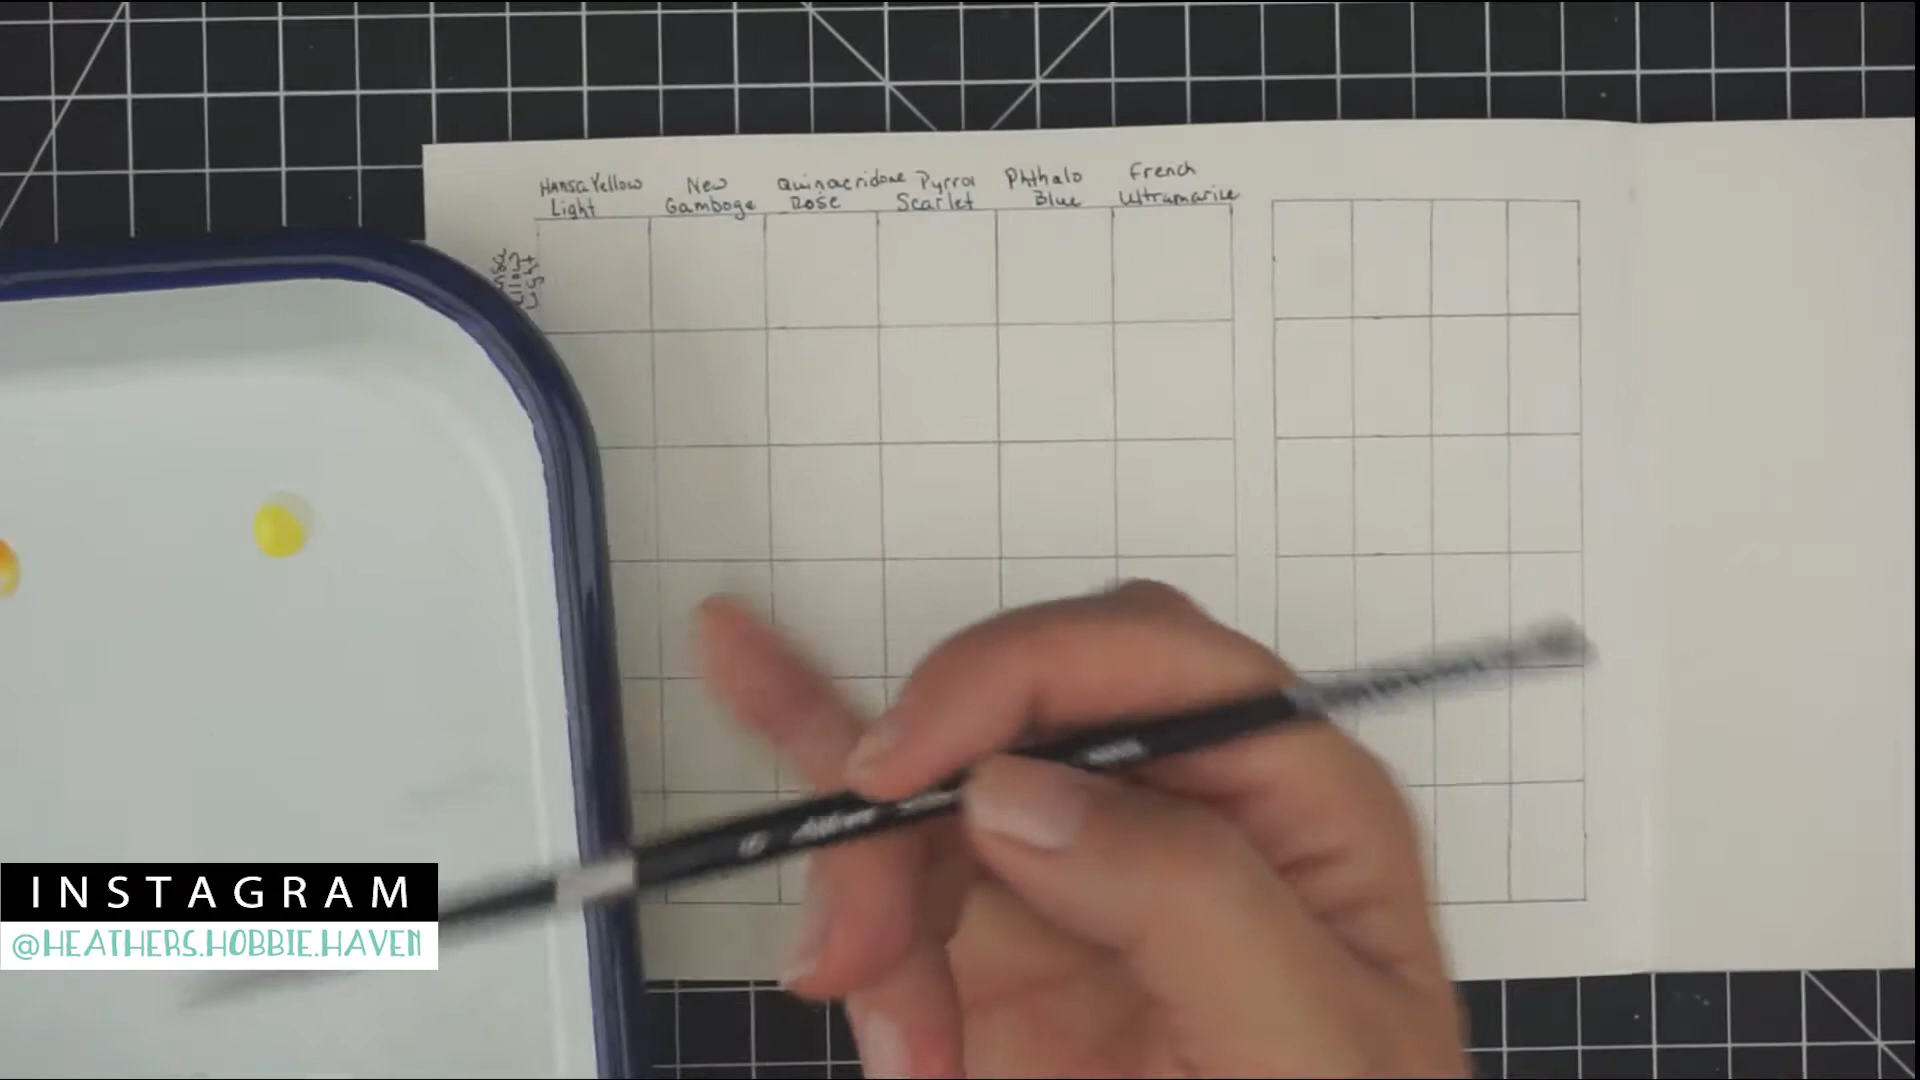 Hansa Yellow
Light
New
Gamboge
Quinacridone
Rose
Pyrrol
Scarlet
Phthalo
Blue
French
Ultramarine
INSTAGRAM
@HEATHERS.HOBBIE.HAVEN